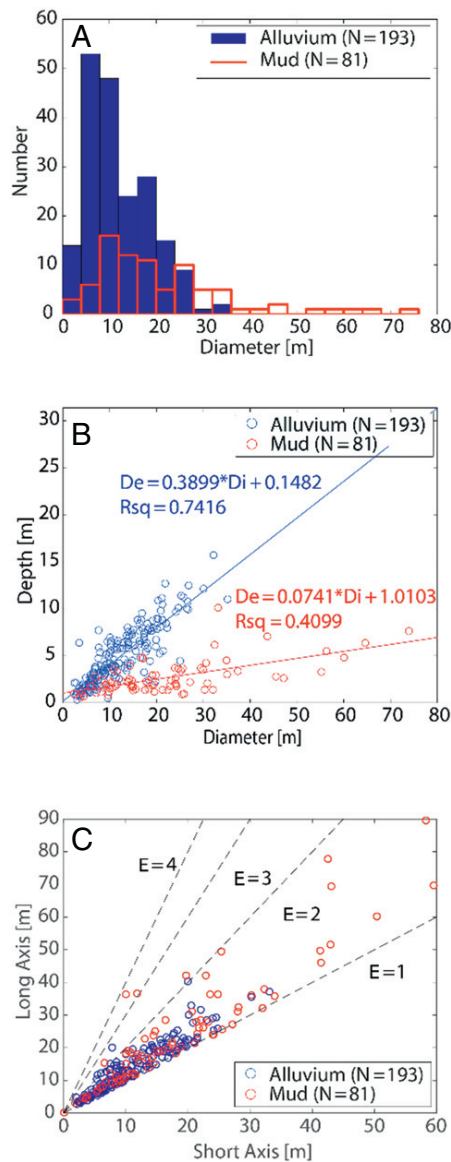 A
Alluvium (N=193)
Mud (N=81)
Number
60
50
40
30
20
10
0
0 10 20 30 40 50 60 70 80
Diameter [m]
B
Alluvium (N=193)
Mud (N=81)
De=0.3899*Di+0.1482
Rsq=0.7416
De=0.0741*Di+1.0103
Rsq=0.4099
Depth [m]
30
25
20
15
10
5
0
0 10 20 30 40 50 60 70 80
Diameter [m]
C
E=4
E=3
E=2
E=1
Long Axis [m]
90
80
70
60
50
40
30
20
10
0
Alluvium (N=193)
Mud (N=81)
0 10 20 30 40 50 60
Short Axis [m]